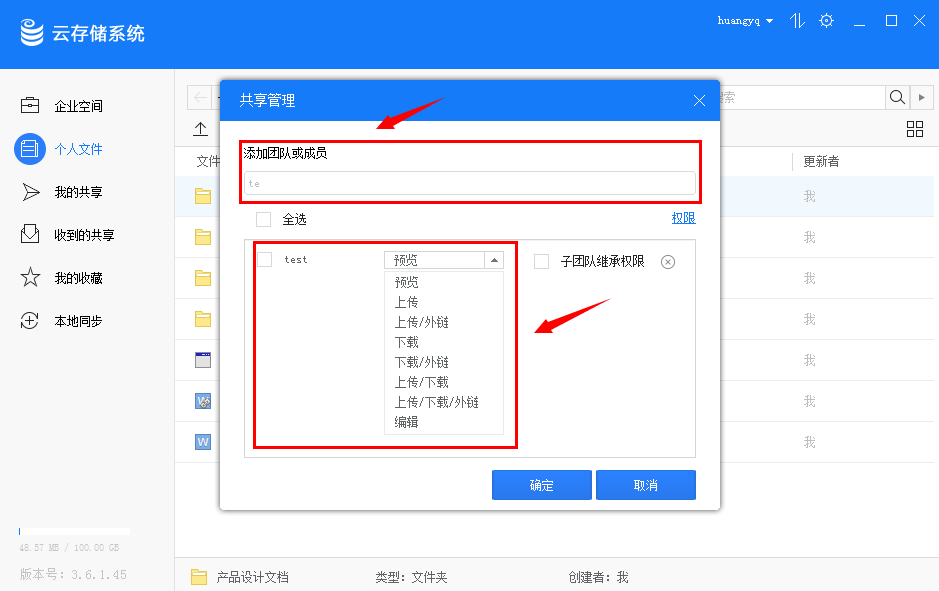 云存储系统
huangyq
企业空间
个人文件
我的共享
收到的共享
我的收藏
本地同步
48.57 MB / 100.00 GB
版本号: 3.6.1.45
共享管理
添加团队或成员
te
全选
权限
test
预览
子团队继承权限
预览
上传
上传/外链
下载
下载/外链
上传/下载
上传/下载/外链
编辑
确定
取消
索
文件
更新者
我
我
我
我
我
W
我
W
我
产品设计文档
类型: 文件夹
创建者: 我